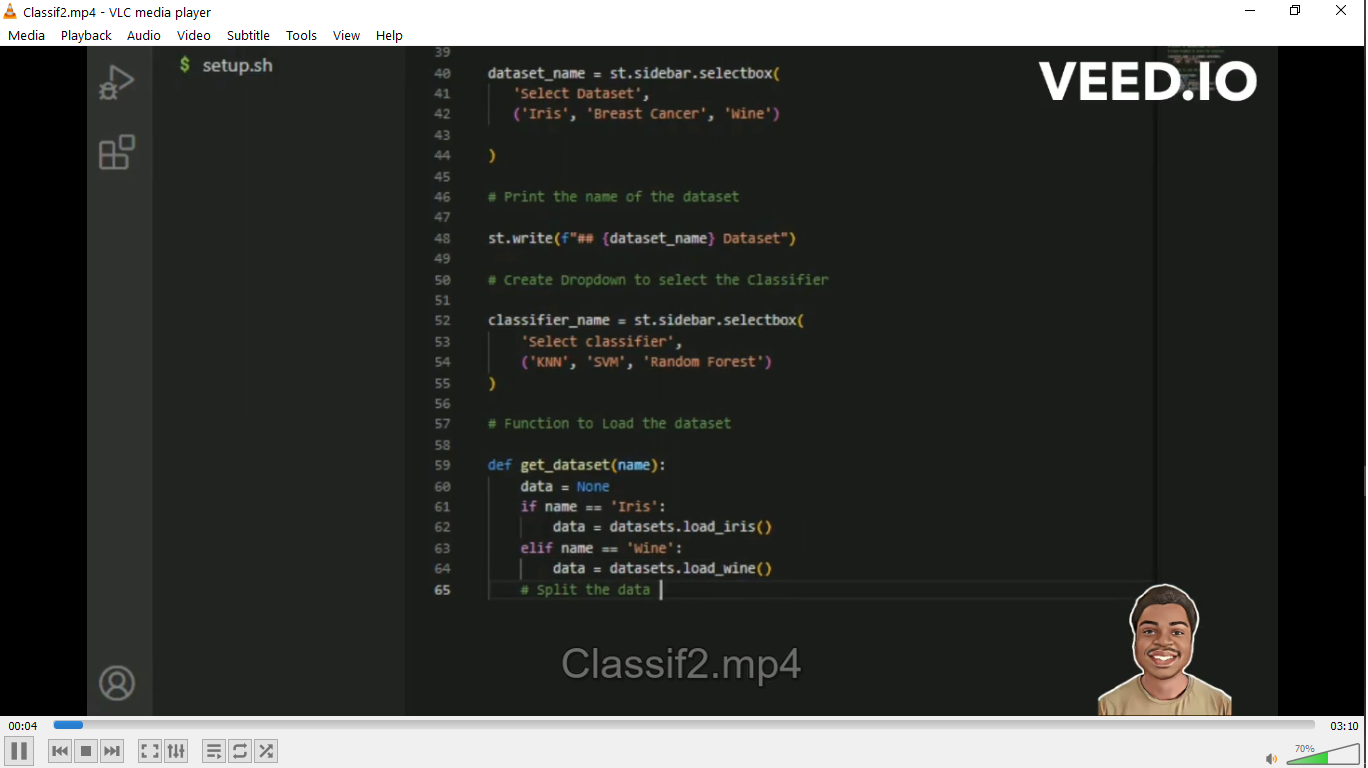 Classif2.mp4 - VLC media player
Media Playback Audio Video Subtitle Tools View Help
$ setup.sh
VEED.IO
39
40 dataset_name = st.sidebar.selectbox(
41 'Select Dataset',
42 ('Iris', 'Breast Cancer', 'Wine')
43
44 )
45
46 # Print the name of the dataset
47
48 st.write(f"## {dataset_name} Dataset")
49
50 # Create Dropdown to select the Classifier
51
52 classifier_name = st.sidebar.selectbox(
53 'Select classifier',
54 ('KNN', 'SVM', 'Random Forest')
55 )
56
57 # Function to Load the dataset
58
59 def get_dataset(name):
60 data = None
61 if name == 'Iris':
62 data = datasets.load_iris()
63 elif name == 'Wine':
64 data = datasets.load_wine()
65 # Split the data
Classif2.mp4
00:04 03:10
70%